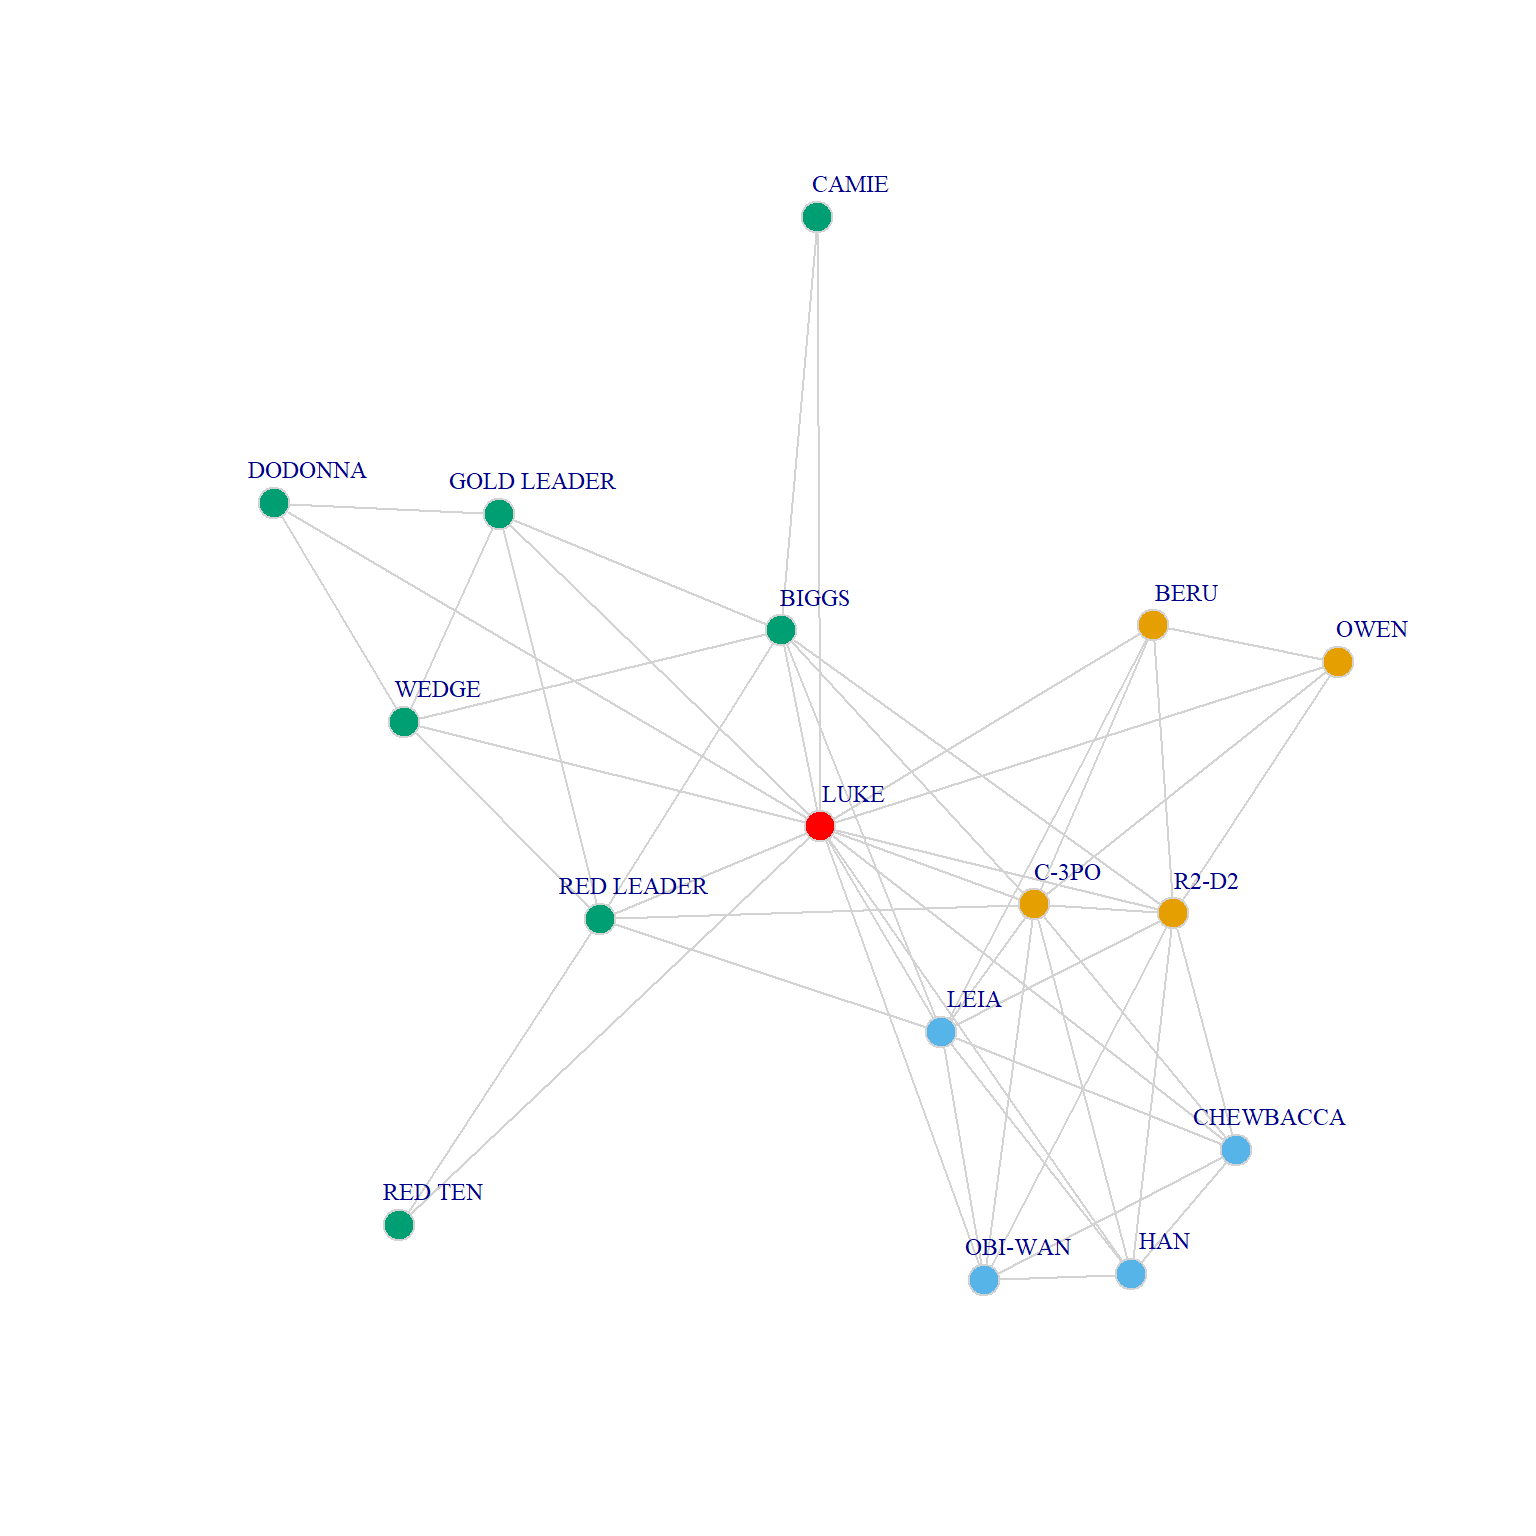 CAMIE
DODONNA
GOLD LEADER
BIGGS
BERU
OWEN
WEDGE
LUKE
C-3PO
R2-D2
RED LEADER
LEIA
CHEWBACCA
RED TEN
OBI-WAN
HAN